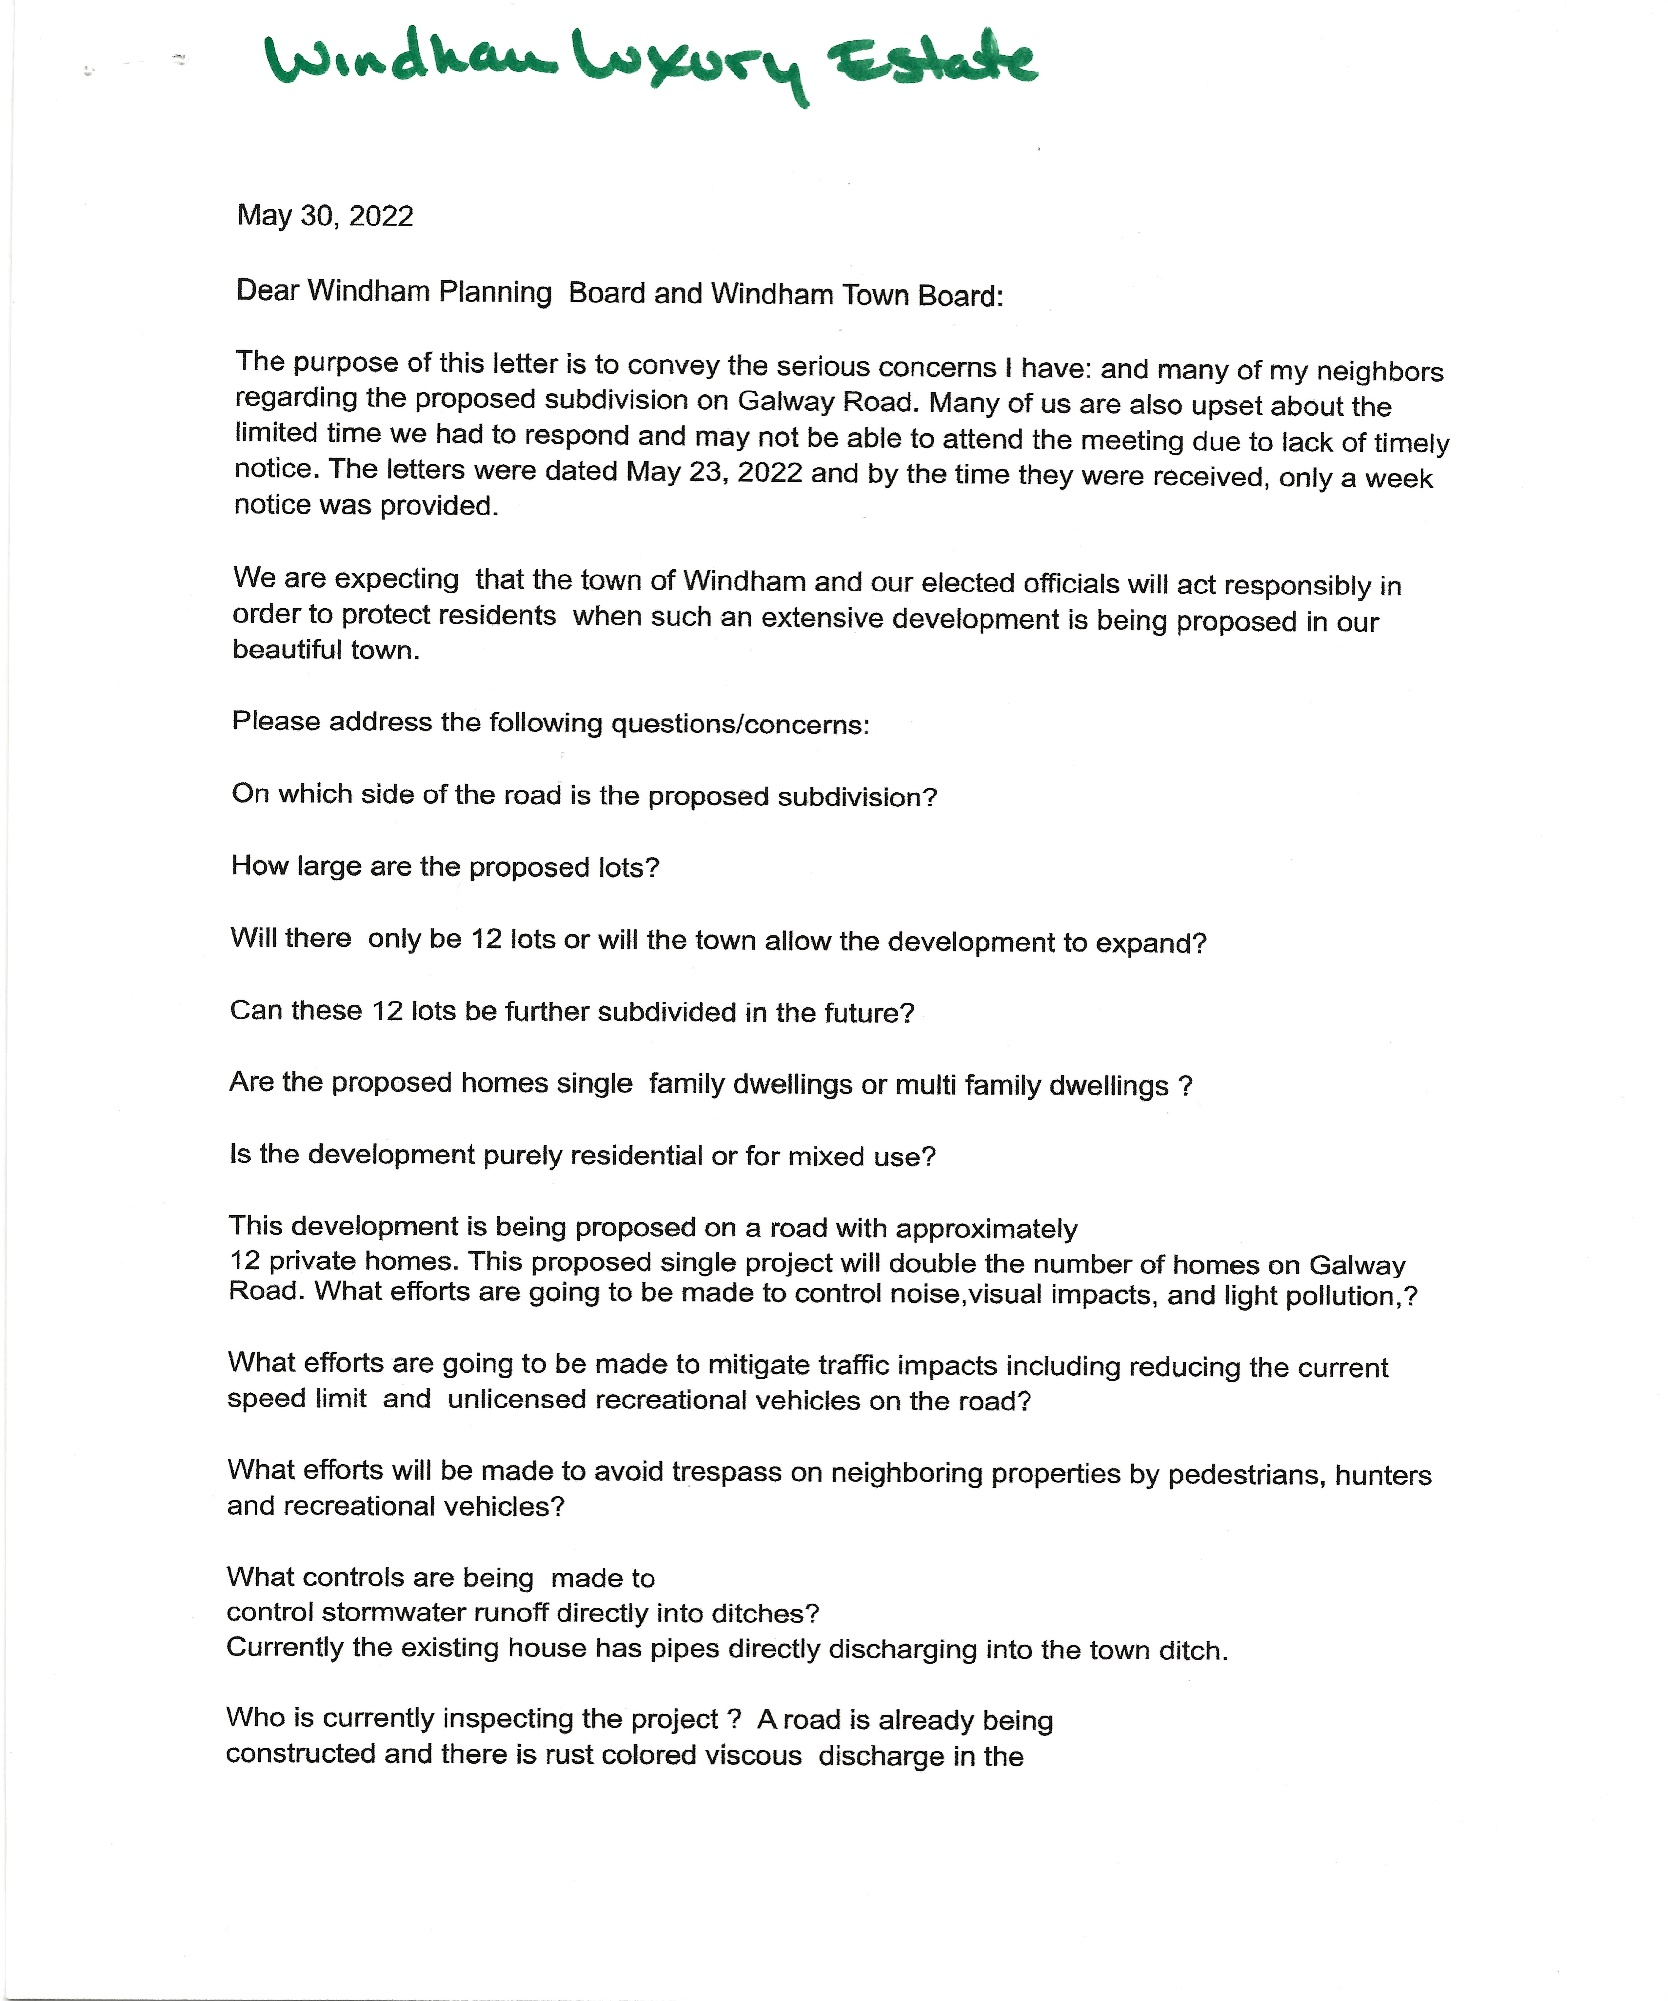 Windham Luxury Estate
May 30, 2022
Dear Windham Planning  Board and Windham Town Board:
The purpose of this letter is to convey the serious concerns I have: and many of my neighbors
regarding the proposed subdivision on Galway Road. Many of us are also upset about the
limited time we had to respond and may not be able to attend the meeting due to lack of timely
notice. The letters were dated May 23, 2022 and by the time they were received, only a week
notice was provided.
We are expecting  that the town of Windham and our elected officials will act responsibly in
order to protect residents  when such an extensive development is being proposed in our
beautiful town.
Please address the following questions/concerns:
On which side of the road is the proposed subdivision?
How large are the proposed lots?
Will there  only be 12 lots or will the town allow the development to expand?
Can these 12 lots be further subdivided in the future?
Are the proposed homes single  family dwellings or multi family dwellings ?
Is the development purely residential or for mixed use?
This development is being proposed on a road with approximately
12 private homes. This proposed single project will double the number of homes on Galway
Road. What efforts are going to be made to control noise,visual impacts, and light pollution,?
What efforts are going to be made to mitigate traffic impacts including reducing the current
speed limit  and  unlicensed recreational vehicles on the road?
What efforts will be made to avoid trespass on neighboring properties by pedestrians, hunters
and recreational vehicles?
What controls are being  made to
control stormwater runoff directly into ditches?
Currently the existing house has pipes directly discharging into the town ditch.
Who is currently inspecting the project ?  A road is already being
constructed and there is rust colored viscous  discharge in the